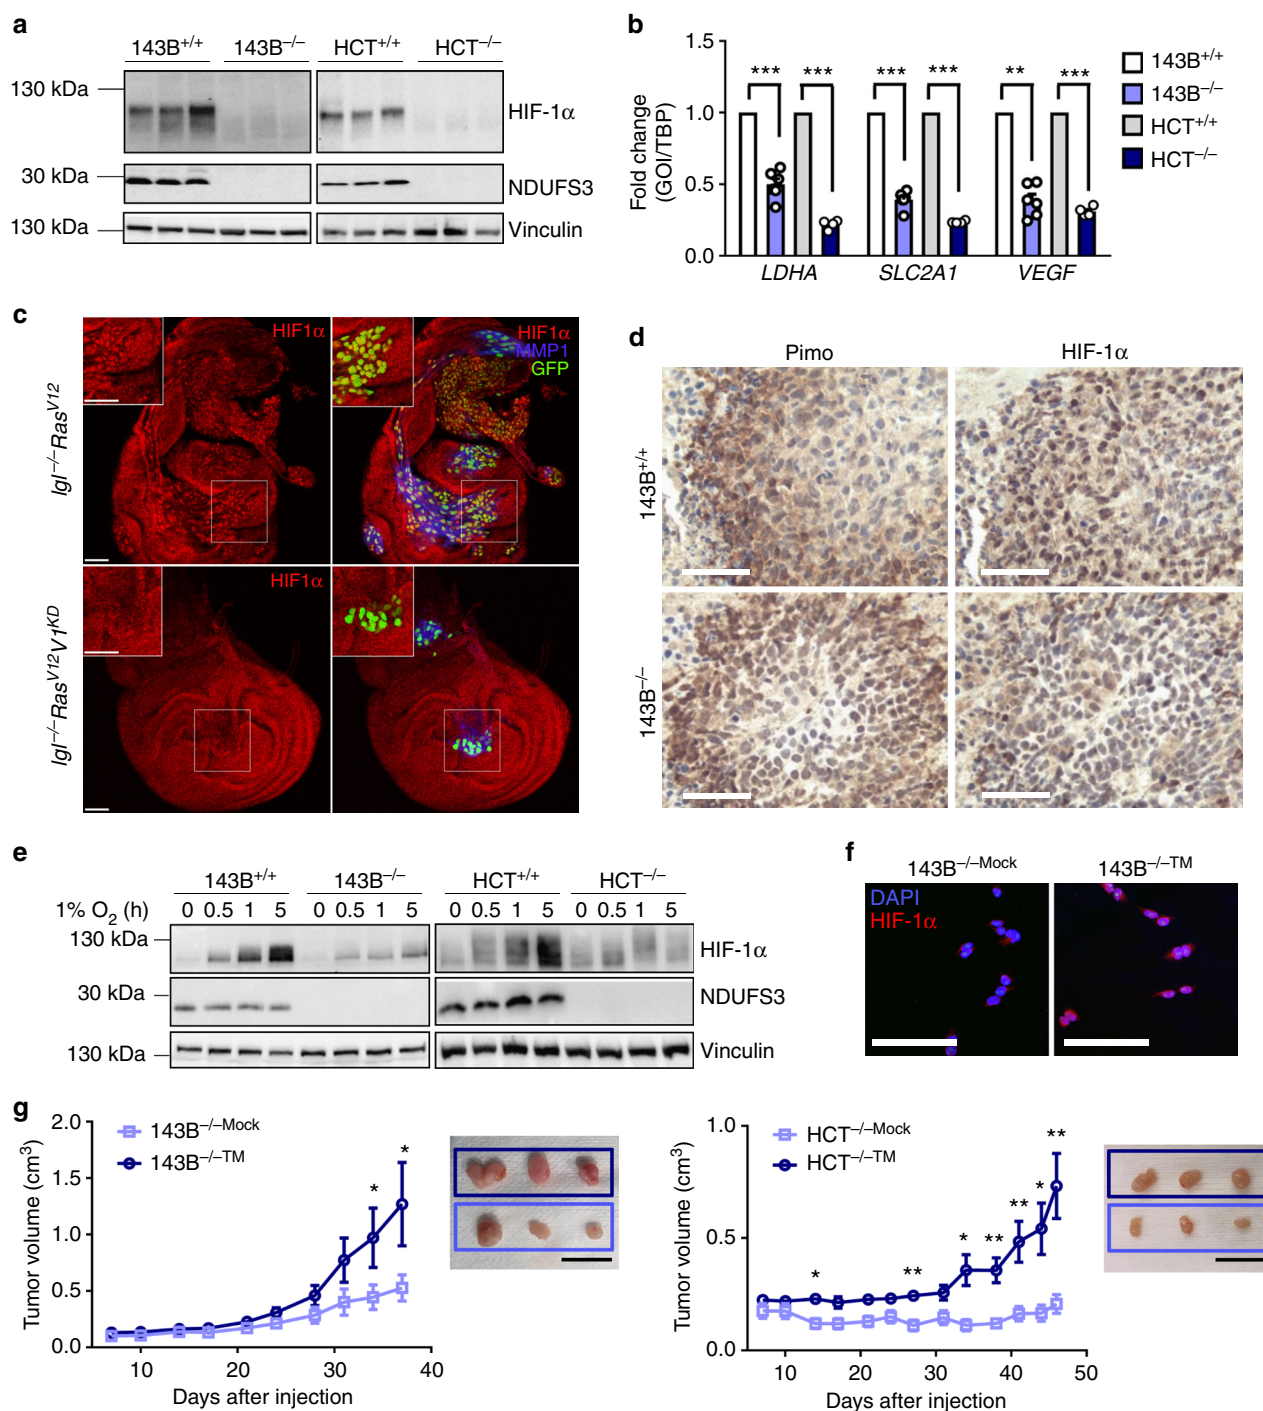 a
143B+/+ 143B–/– HCT+/+ HCT–/–
130 kDa
HIF-1α
30 kDa
NDUFS3
130 kDa
Vinculin
b
Fold change
(GOI/TBP)
1.5
1.0
0.5
0.0
*** *** *** *** ** ***
LDHA SLC2A1 VEGF
143B+/+
143B–/–
HCT+/+
HCT–/–
c
HIF1α
HIF1α
MMP1
GFP
lgl–/–RasV12
HIF1α
lgl–/–RasV12V1KD
d
Pimo HIF-1α
143B+/+
143B–/–
e
143B+/+ 143B–/– HCT+/+ HCT–/–
1% O2 (h) 0 0.5 1 5 0 0.5 1 5 0 0.5 1 5 0 0.5 1 5
130 kDa
HIF-1α
30 kDa
NDUFS3
130 kDa
Vinculin
f
143B–/–Mock 143B–/–TM
DAPI
HIF-1α
g
Tumor volume (cm3)
2.0
1.5
1.0
0.5
0.0
143B–/–Mock
143B–/–TM
* *
10 20 30 40
Days after injection
Tumor volume (cm3)
1.0
0.5
0.0
HCT–/–Mock
HCT–/–TM
* ** * ** ** * **
10 20 30 40 50
Days after injection